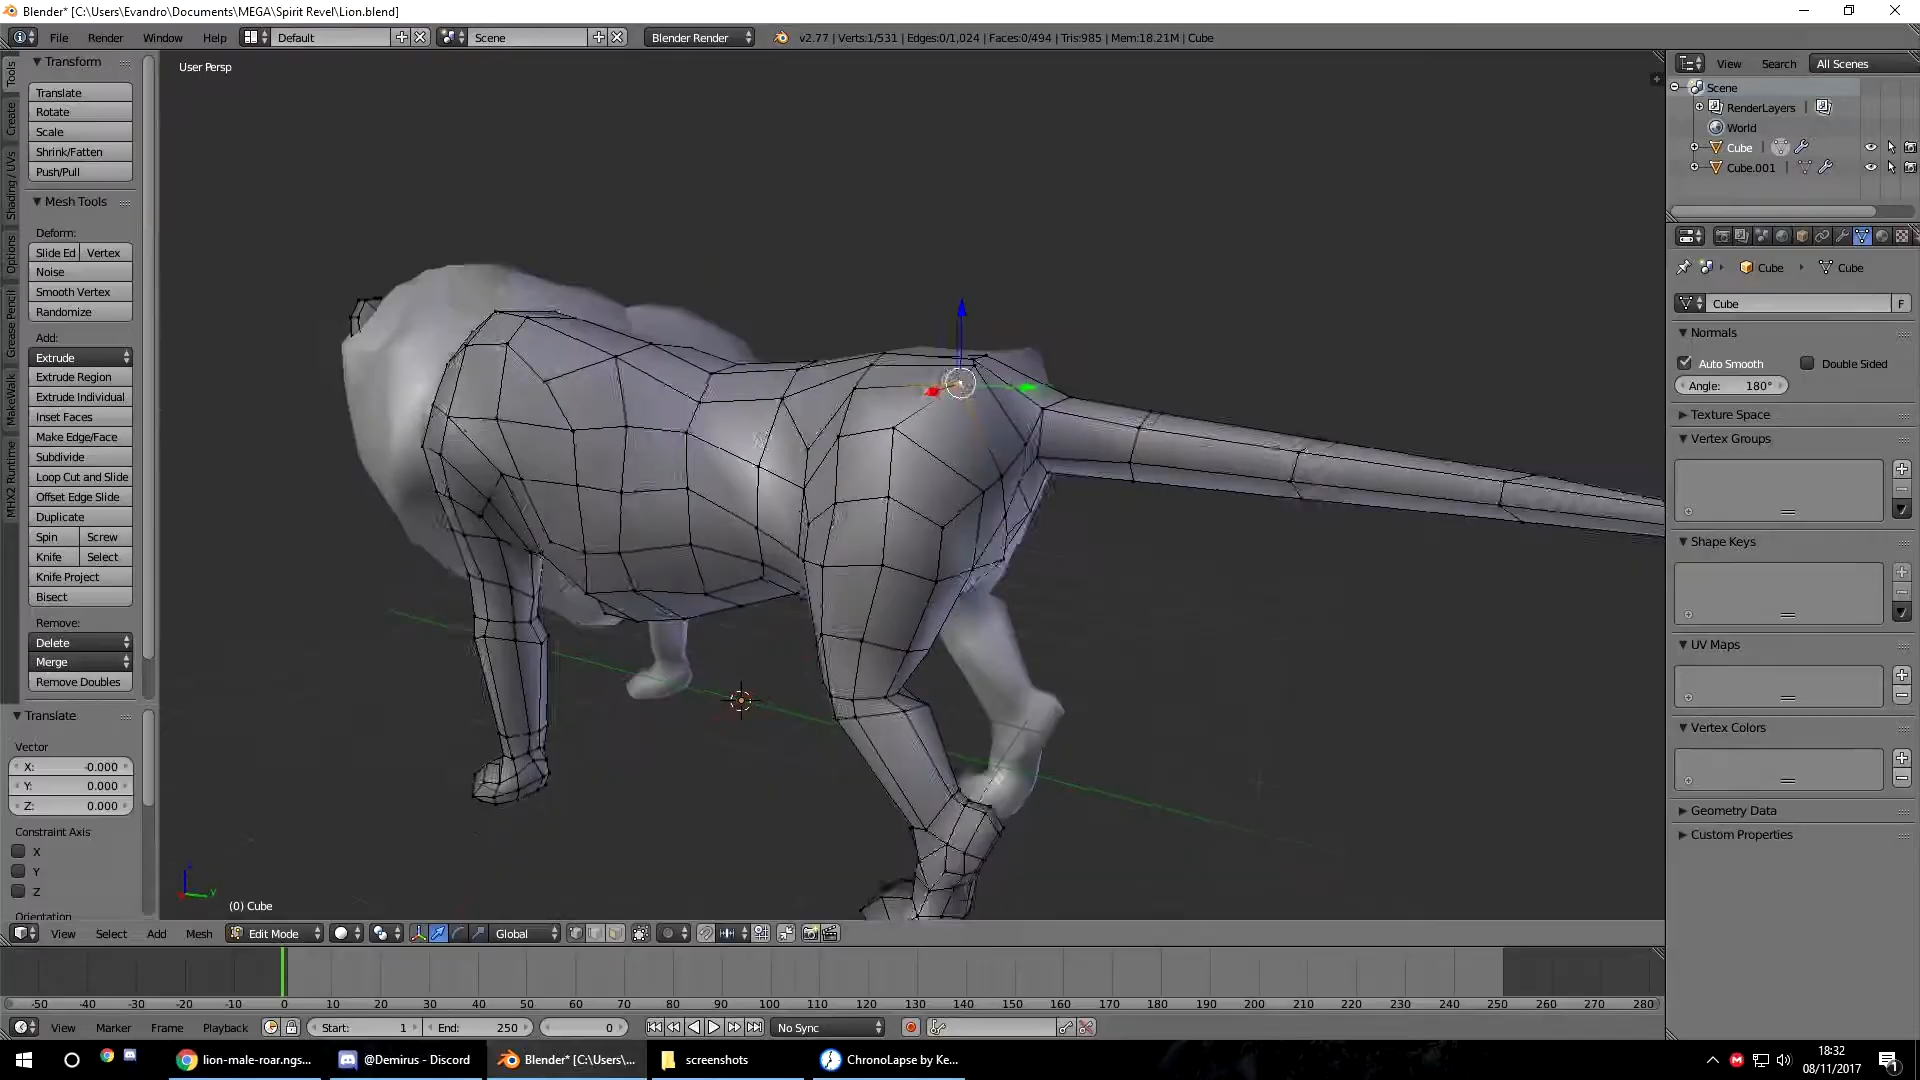 Blender* [C:\Users\Evandro\Documents\MEGA\Spirit Revel\Lion.blend]
File Render Window Help Default Scene Blender Render v2.77 | Verts:1/531 | Edges:0/1,024 | Faces:0/494 | Tris:985 | Mem:18.21M | Cube
Tools
Create
Shading / UVs
Options
Grease Pencil
MakeWalk
MHX2 Runtime
Transform
Translate
Rotate
Scale
Shrink/Fatten
Push/Pull
Mesh Tools
Deform:
Slide Ed Vertex
Noise
Smooth Vertex
Randomize
Add:
Extrude
Extrude Region
Extrude Individual
Inset Faces
Make Edge/Face
Subdivide
Loop Cut and Slide
Offset Edge Slide
Duplicate
Spin Screw
Knife Select
Knife Project
Bisect
Remove:
Delete
Merge
Remove Doubles
Translate
Vector
X: -0.000
Y: 0.000
Z: 0.000
Constraint Axis
X
Y
Z
Orientation
User Persp
(0) Cube
View Search All Scenes
Scene
RenderLayers
World
Cube
Cube.001
Cube Cube
Cube F
Normals
Auto Smooth Double Sided
Angle: 180°
Texture Space
Vertex Groups
Shape Keys
UV Maps
Vertex Colors
Geometry Data
Custom Properties
View Select Add Mesh Edit Mode Global
-50 -40 -30 -20 -10 0 10 20 30 40 50 60 70 80 90 100 110 120 130 140 150 160 170 180 190 200 210 220 230 240 250 260 270 280
View Marker Frame Playback Start: 1 End: 250 0 No Sync
lion-male-roar.ngs... @Demirus - Discord Blender* [C:\Users\... screenshots ChronoLapse by Ke...
18:32
08/11/2017